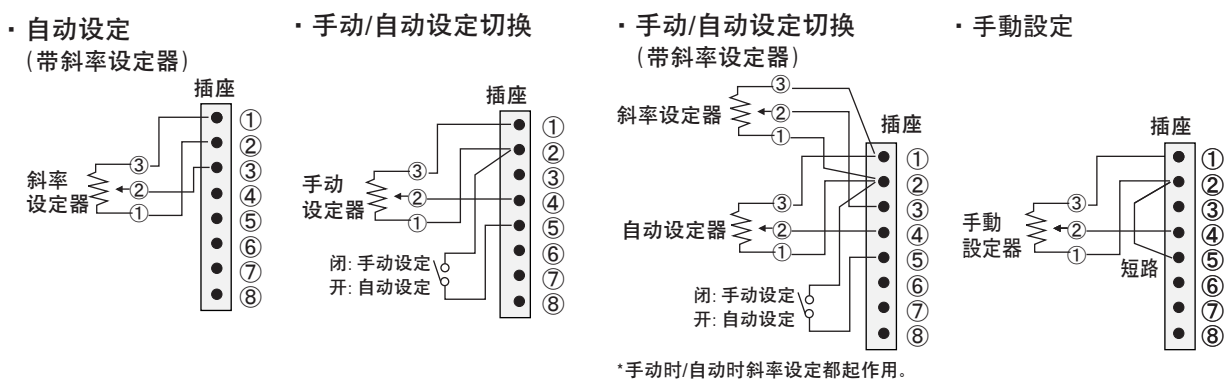 ・自动设定
(带斜率设定器)
插座
①
②
③
④
⑤
⑥
⑦
⑧
③
②
①
斜率
设定器
・手动/自动设定切换
插座
①
②
③
④
⑤
⑥
⑦
⑧
③
②
①
手动
设定器
闭: 手动设定
开: 自动设定
・手动/自动设定切换
(带斜率设定器)
③
②
①
斜率设定器
插座
①
②
③
④
⑤
⑥
⑦
⑧
③
②
①
自动设定器
闭: 手动设定
开: 自动设定
*手动时/自动时斜率设定都起作用。
・手動設定
插座
①
②
③
④
⑤
⑥
⑦
⑧
③
②
①
手動
設定器
短路